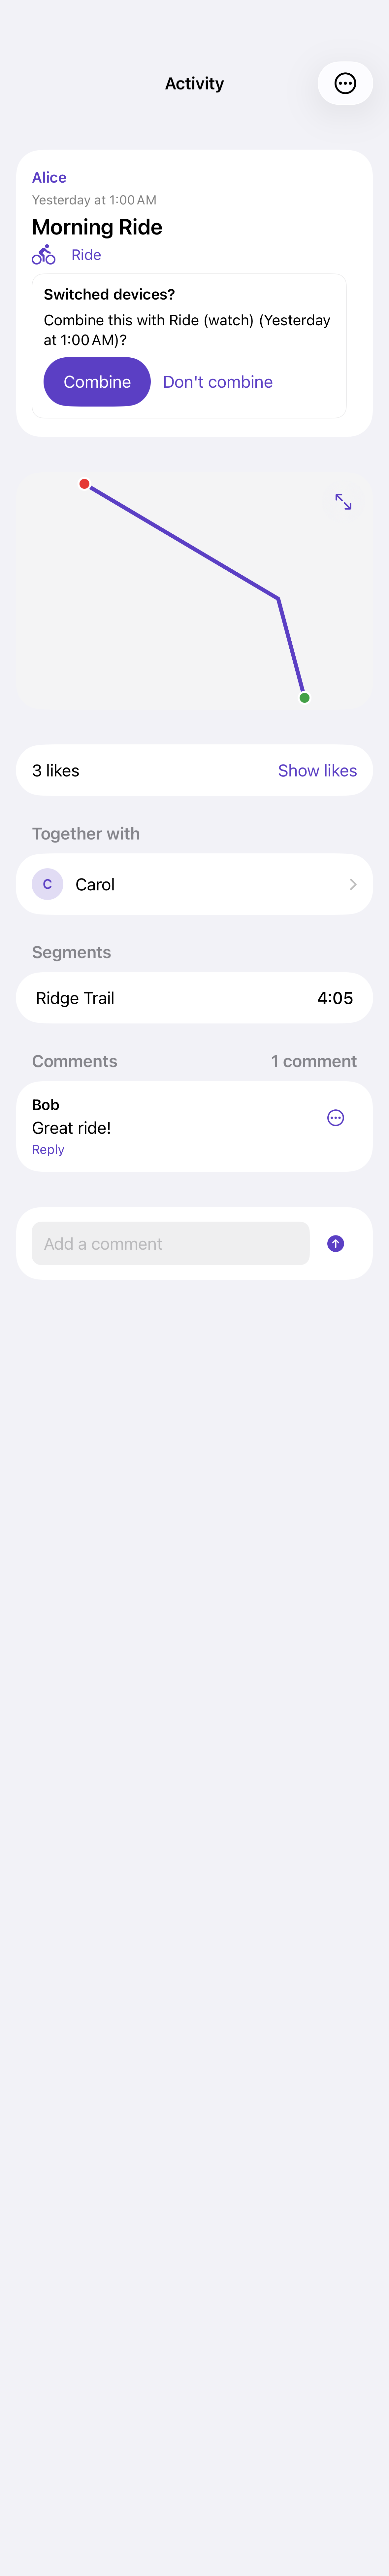 Activity
Alice
Yesterday at 1:00 AM
Morning Ride
Ride
Switched devices?
Combine this with Ride (watch) (Yesterday
at 1:00 AM)?
Combine Don't combine
3 likes Show likes
Together with
C Carol
Segments
Ridge Trail 4:05
Comments 1 comment
Bob
Great ride!
Reply
Add a comment